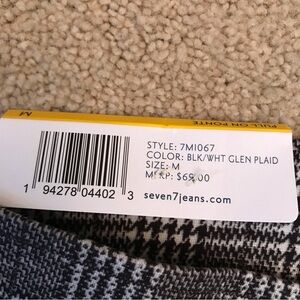 PULL ON PONTE
M
STYLE: 7MI067
COLOR: BLK/WHT GLEN PLAID
SIZE: M
MSRP: $69.00
seven7jeans.com
1 94278 04402 3